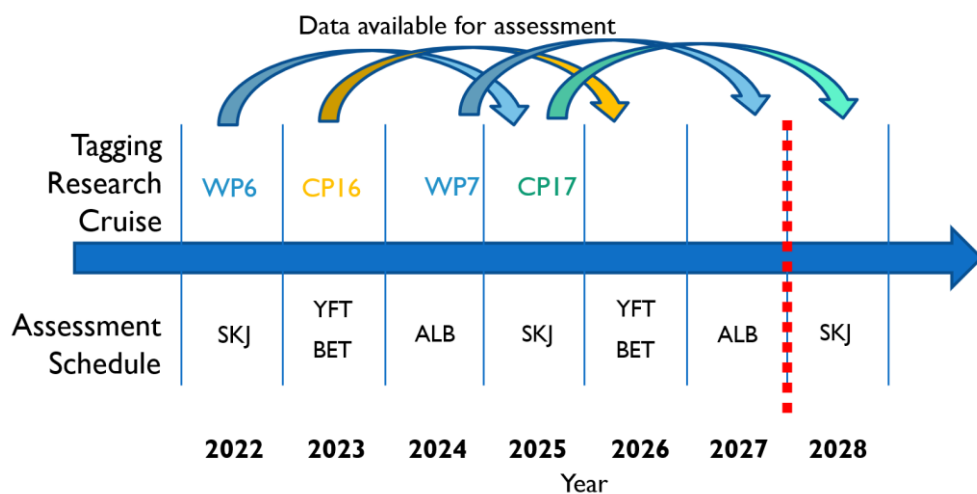 Data available for assessment
Tagging
Research
Cruise
WP6 CP16 WP7 CP17
Assessment
Schedule
SKJ YFT BET ALB SKJ YFT BET ALB SKJ
2022 2023 2024 2025 2026 2027 2028
Year